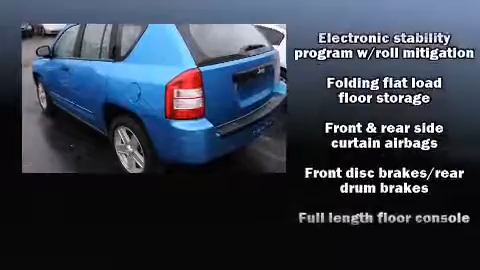 Electronic stability
program w/roll mitigation
Folding flat load
floor storage
Front & rear side
curtain airbags
Front disc brakes/rear
drum brakes
Full length floor console